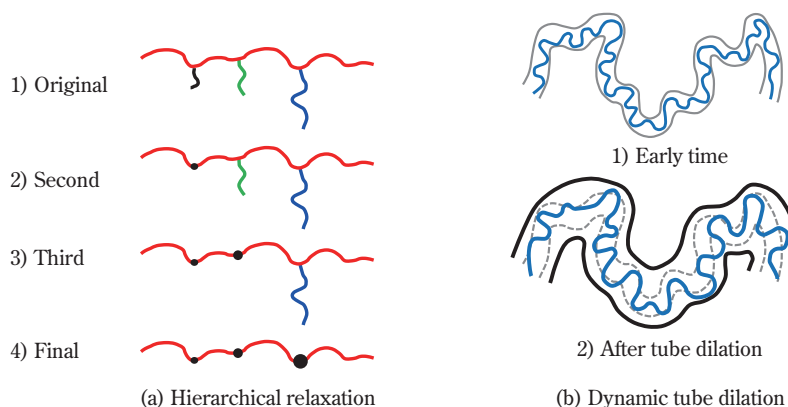 1) Original
2) Second
3) Third
4) Final
(a) Hierarchical relaxation
1) Early time
2) After tube dilation
(b) Dynamic tube dilation